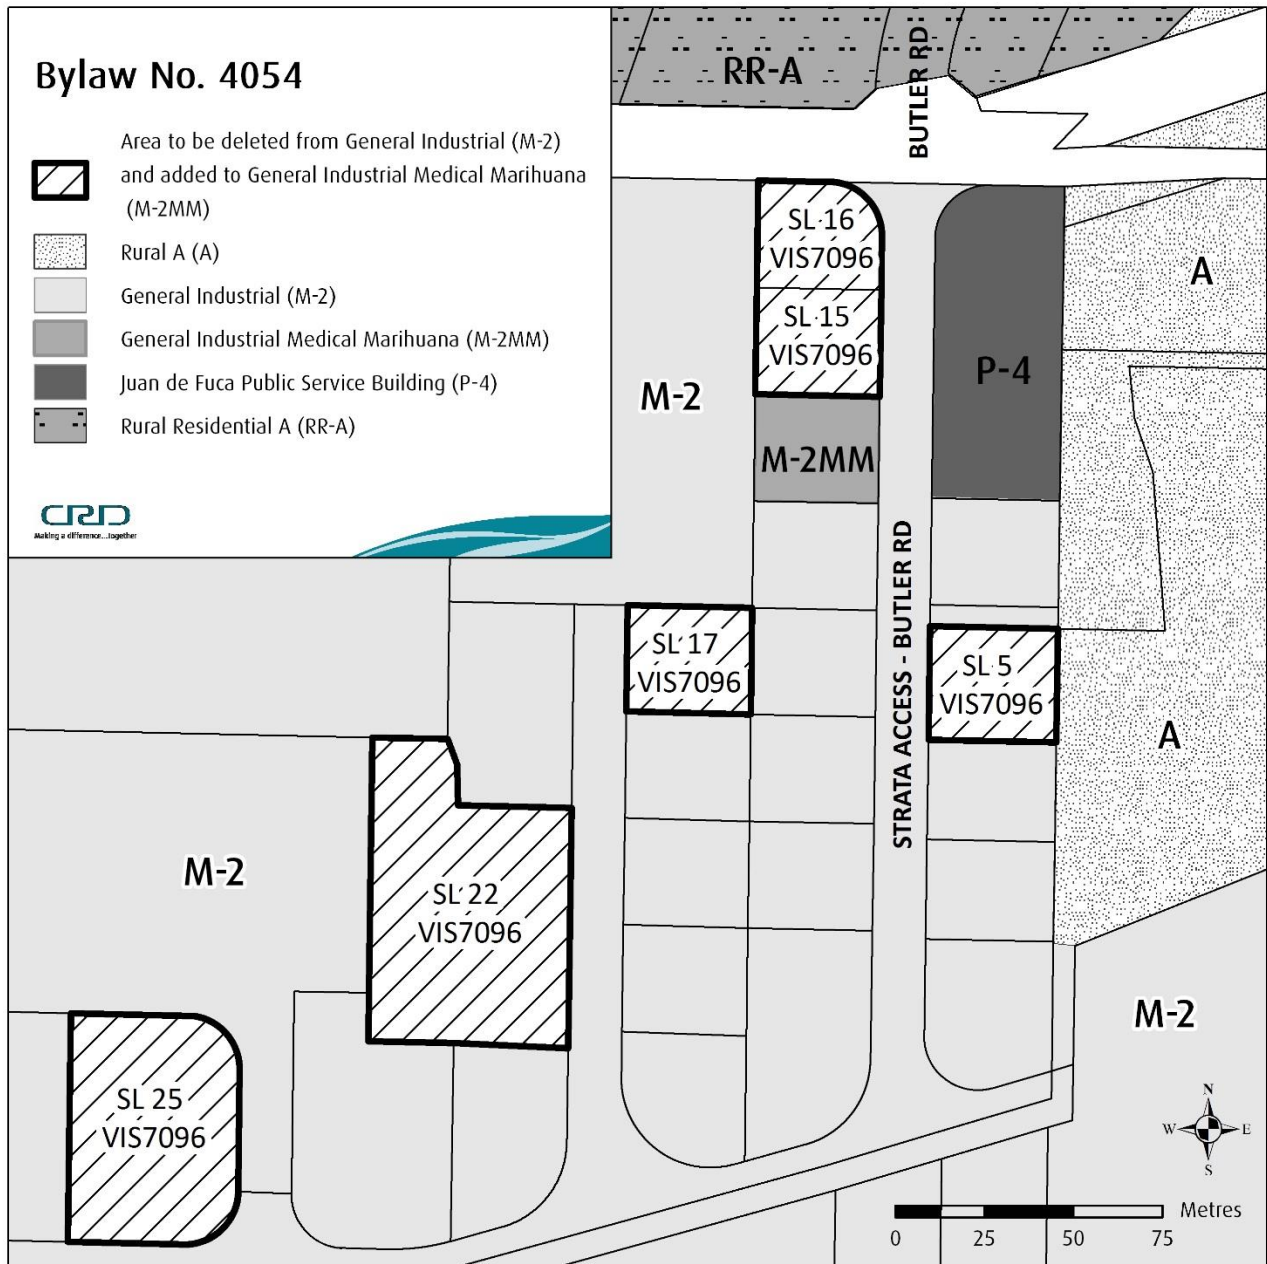 Bylaw No. 4054
Area to be deleted from General Industrial (M-2)
and added to General Industrial Medical Marihuana
(M-2MM)
Rural A (A)
General Industrial (M-2)
General Industrial Medical Marihuana (M-2MM)
Juan de Fuca Public Service Building (P-4)
Rural Residential A (RR-A)
CRD
Making a difference...together
RR-A
BUTLER RD
SL 16
VIS7096
SL 15
VIS7096
A
P-4
M-2
M-2MM
STRATA ACCESS - BUTLER RD
SL 17
VIS7096
SL 5
VIS7096
A
M-2
SL 22
VIS7096
M-2
SL 25
VIS7096
N
W E
S
Metres
0 25 50 75